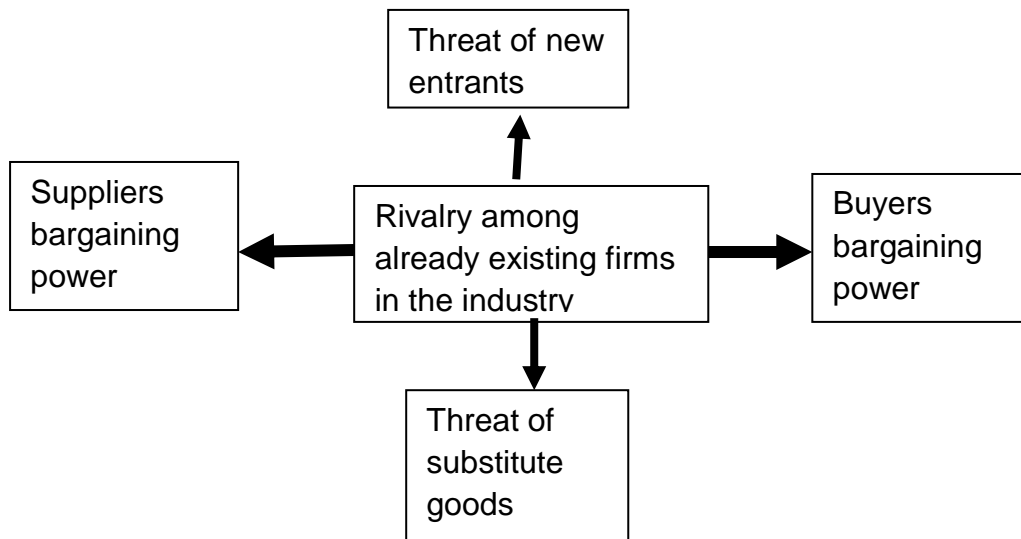 Threat of new
entrants
Suppliers
bargaining
power
Rivalry among
already existing firms
in the industry
Buyers
bargaining
power
Threat of
substitute
goods